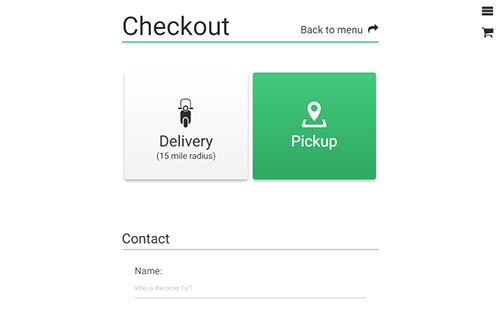 Checkout
Back to menu
Delivery
(15 mile radius)
Pickup
Contact
Name:
Who is the order for?